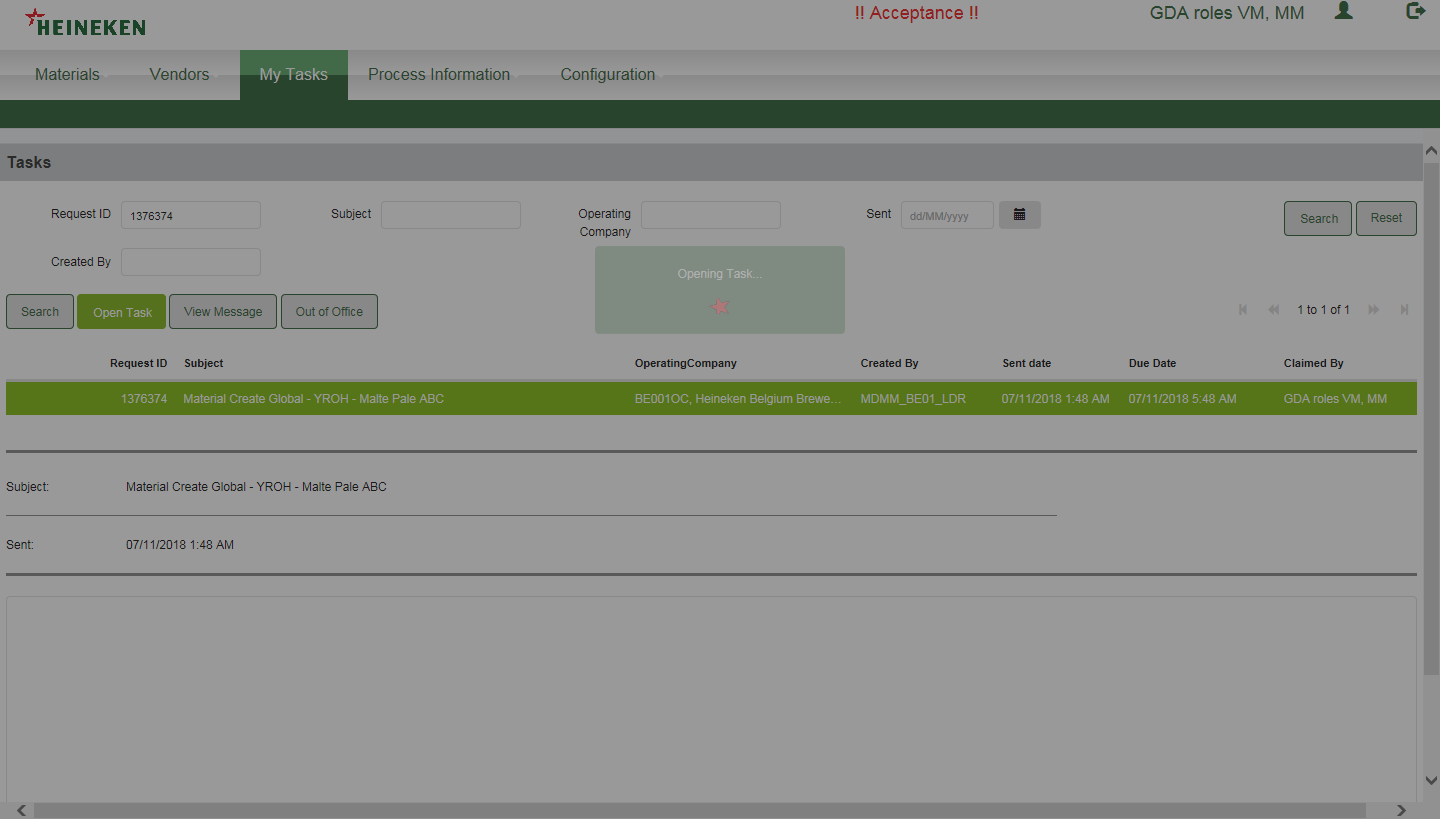 HEINEKEN
!! Acceptance !!
GDA roles VM, MM
Materials
Vendors
My Tasks
Process Information
Configuration
Tasks
Request ID
1376374
Subject
Operating
Company
Sent
dd/MM/yyyy
Search
Reset
Created By
Opening Task...
Search
Open Task
View Message
Out of Office
1 to 1 of 1
Request ID Subject OperatingCompany Created By Sent date Due Date Claimed By
1376374 Material Create Global - YROH - Malte Pale ABC BE001OC, Heineken Belgium Brewe... MDMM_BE01_LDR 07/11/2018 1:48 AM 07/11/2018 5:48 AM GDA roles VM, MM
Subject: Material Create Global - YROH - Malte Pale ABC
Sent: 07/11/2018 1:48 AM